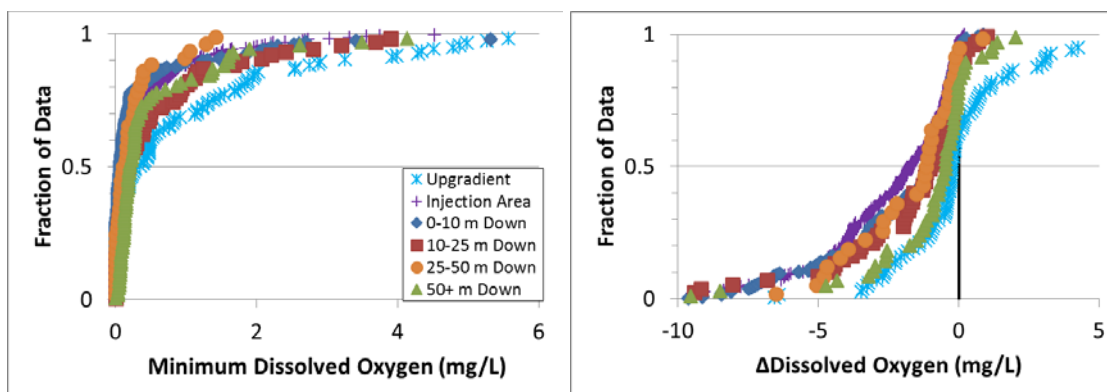 Fraction of Data
1
0.5
0
0
2
4
6
Minimum Dissolved Oxygen (mg/L)
Upgradient
Injection Area
0-10 m Down
10-25 m Down
25-50 m Down
50+ m Down
Fraction of Data
1
0.5
0
-10
-5
0
5
ΔDissolved Oxygen (mg/L)